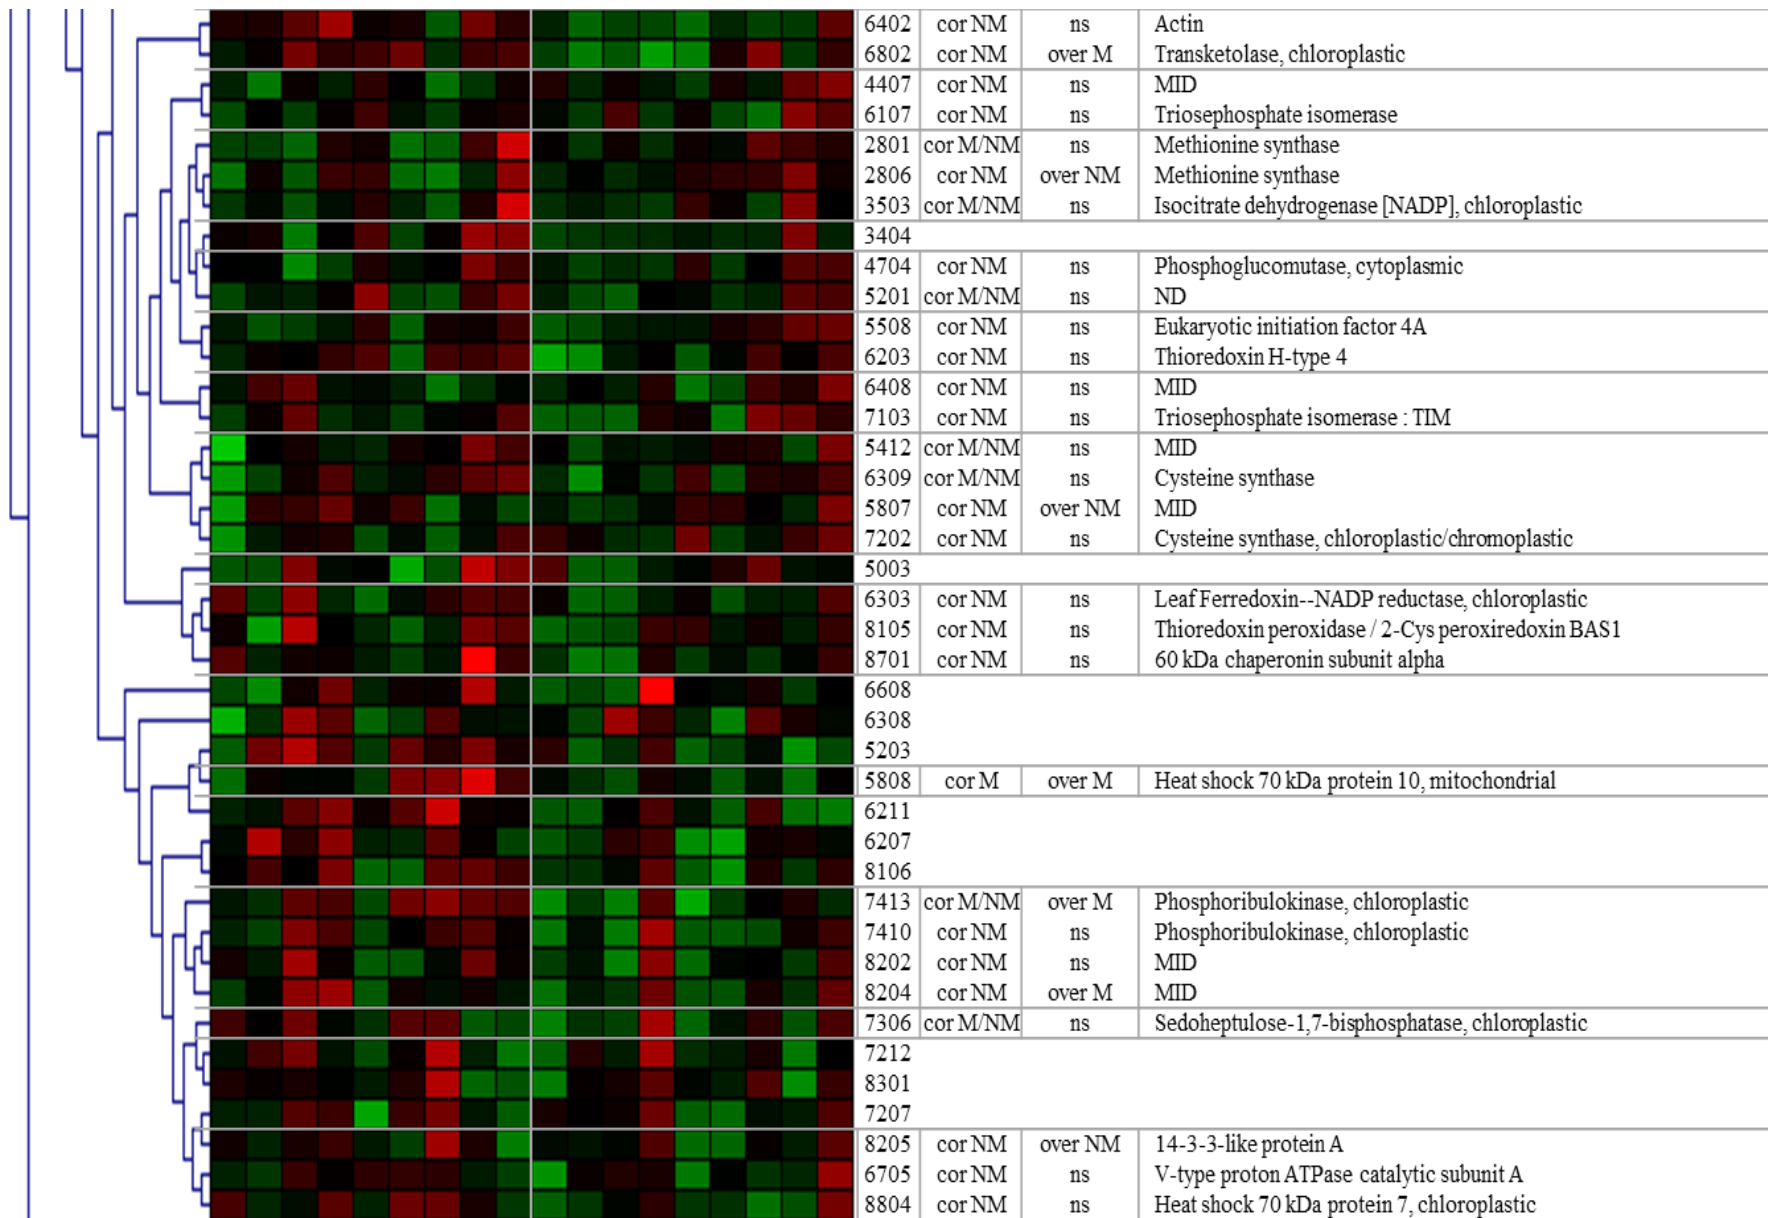 6402 cor NM ns Actin
6802 cor NM over M Transketolase, chloroplastic
4407 cor NM ns MID
6107 cor NM ns Triosephosphate isomerase
2801 cor M/NM ns Methionine synthase
2806 cor NM over NM Methionine synthase
3503 cor M/NM ns Isocitrate dehydrogenase [NADP], chloroplastic
3404
4704 cor NM ns Phosphoglucomutase, cytoplasmic
5201 cor M/NM ns ND
5508 cor NM ns Eukaryotic initiation factor 4A
6203 cor NM ns Thioredoxin H-type 4
6408 cor NM ns MID
7103 cor NM ns Triosephosphate isomerase : TIM
5412 cor M/NM ns MID
6309 cor M/NM ns Cysteine synthase
5807 cor NM over NM MID
7202 cor NM ns Cysteine synthase, chloroplastic/chromoplastic
5003
6303 cor NM ns Leaf Ferredoxin--NADP reductase, chloroplastic
8105 cor NM ns Thioredoxin peroxidase / 2-Cys peroxiredoxin BAS1
8701 cor NM ns 60 kDa chaperonin subunit alpha
6608
6308
5203
5808 cor M over M Heat shock 70 kDa protein 10, mitochondrial
6211
6207
8106
7413 cor M/NM over M Phosphoribulokinase, chloroplastic
7410 cor NM ns Phosphoribulokinase, chloroplastic
8202 cor NM ns MID
8204 cor NM over M MID
7306 cor M/NM ns Sedoheptulose-1,7-bisphosphatase, chloroplastic
7212
8301
7207
8205 cor NM over NM 14-3-3-like protein A
6705 cor NM ns V-type proton ATPase catalytic subunit A
8804 cor NM ns Heat shock 70 kDa protein 7, chloroplastic